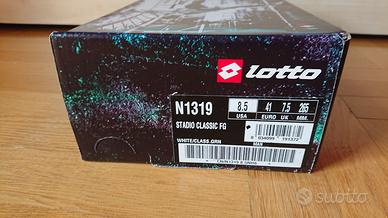 lotto
N1319
8.5 41 7.5 265
USA EURO UK MM.
STADIO CLASSIC FG
WHITE/CLASS.GRN
MAN
subito